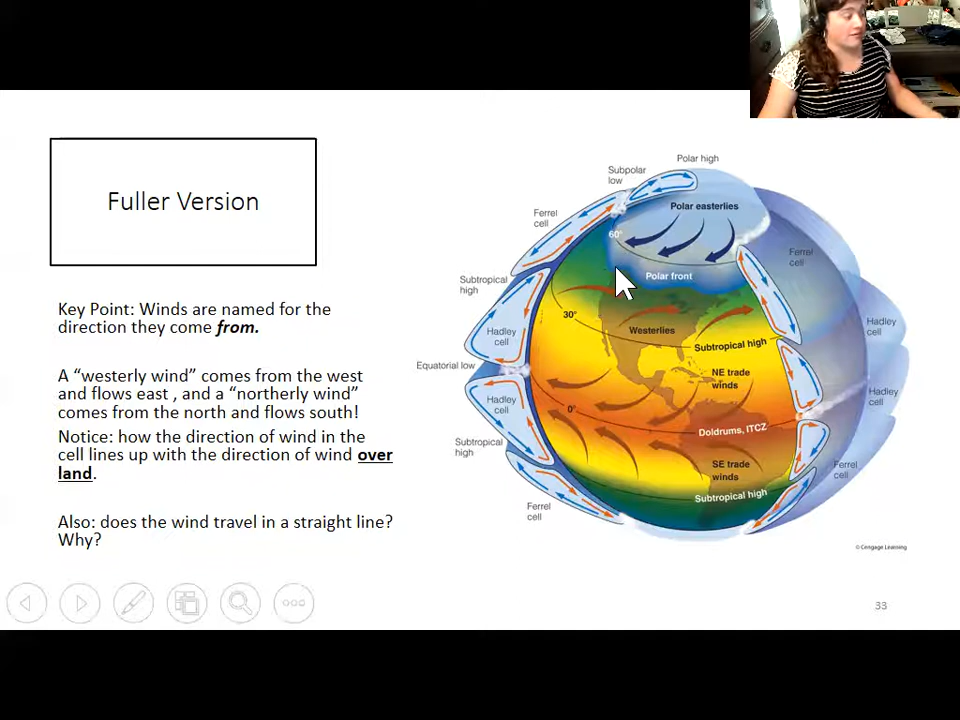 Fuller Version
Key Point: Winds are named for the
direction they come from.
A “westerly wind” comes from the west
and flows east , and a “northerly wind”
comes from the north and flows south!
Notice: how the direction of wind in the
cell lines up with the direction of wind over
land.
Also: does the wind travel in a straight line?
Why?
Polar high
Subpolar
low
Polar easterlies
Ferrel
cell
60°
Ferrel
cell
Polar front
Subtropical
high
30°
Westerlies
Hadley
cell
Hadley
cell
Subtropical high
Equatorial low
NE trade
winds
Hadley
cell
Hadley
cell
0°
Doldrums, ITCZ
Subtropical
high
SE trade
winds
Ferrel
cell
Subtropical high
Ferrel
cell
© Cengage Learning
33